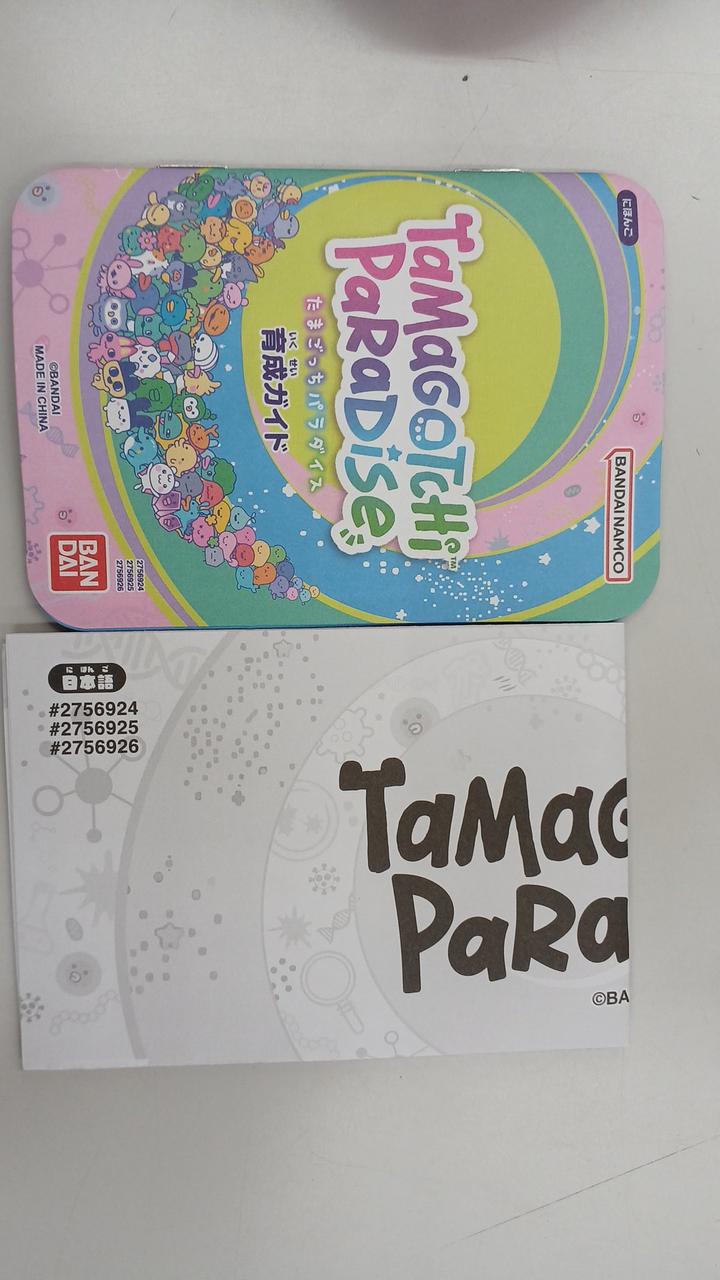 にほんご
BANDAI NAMCO
TaMaGoTCHi
PaRaDiSe
TM
たまごっちパラダイス
いくせい
育成ガイド
©BANDAI
MADE IN CHINA
BAN
DAI
2756924
2756925
2756926
にほんご
日本語
#2756924
#2756925
#2756926
TaMaG
PaRa
©BA